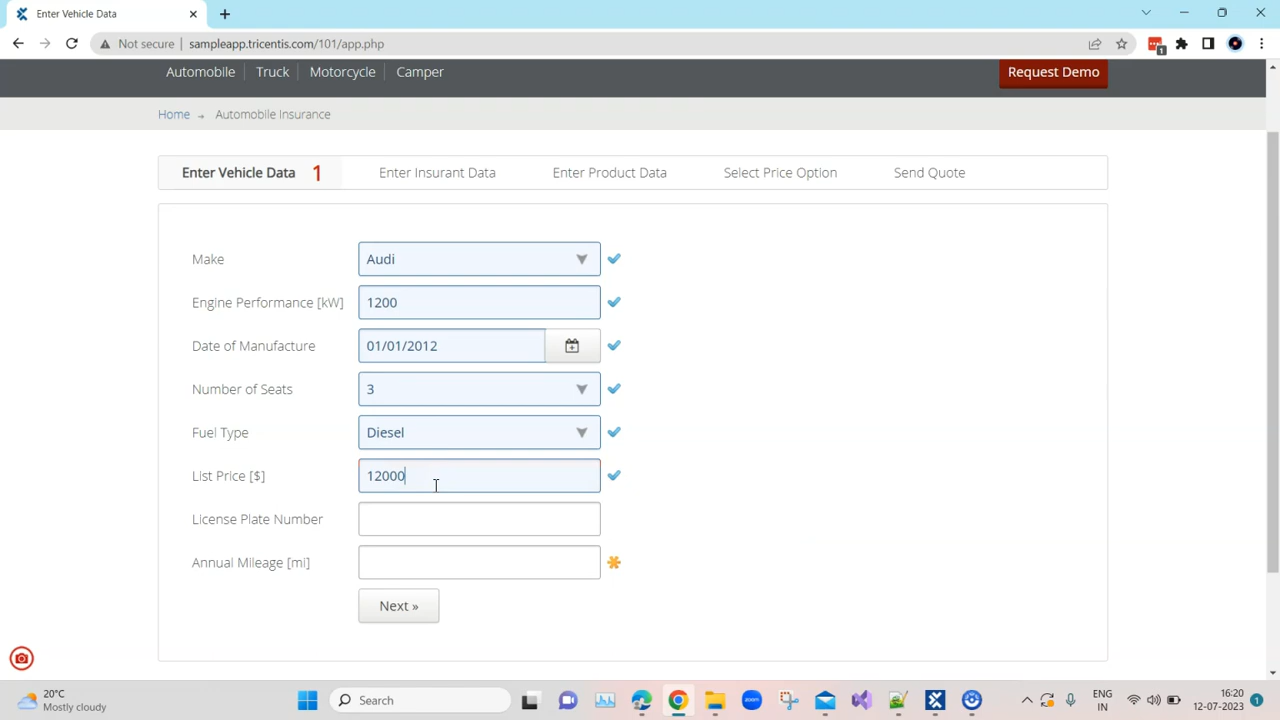 Enter Vehicle Data
Not secure | sampleapp.tricentis.com/101/app.php
1
Automobile Truck Motorcycle Camper Request Demo
Home → Automobile Insurance
Enter Vehicle Data 1 Enter Insurant Data Enter Product Data Select Price Option Send Quote
Make Audi
Engine Performance [kW] 1200
Date of Manufacture 01/01/2012
Number of Seats 3
Fuel Type Diesel
List Price [$] 12000
License Plate Number
Annual Mileage [mi]
Next »
20°C
Mostly cloudy
Search
zoom
ENG
IN
16:20
12-07-2023
1